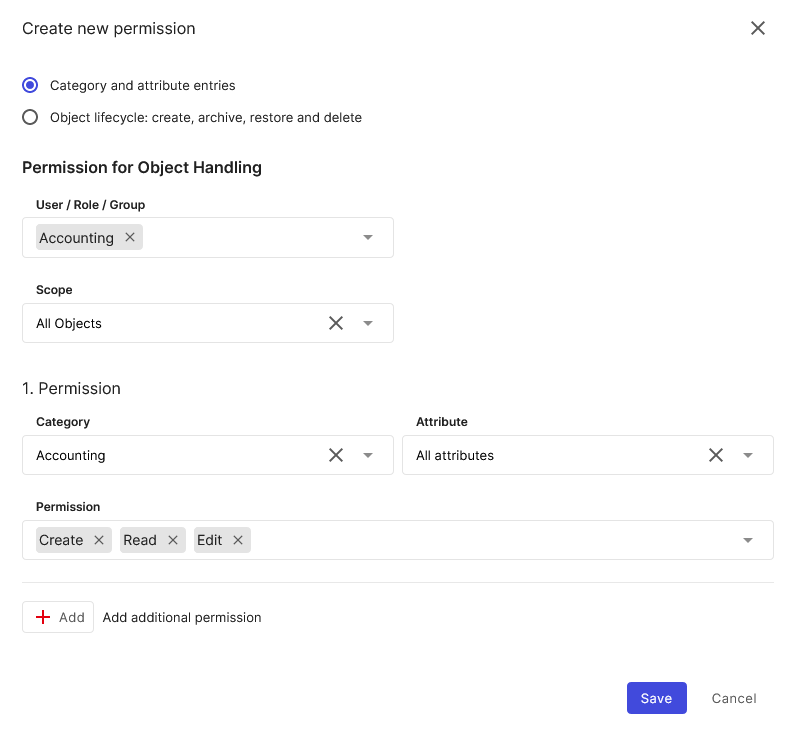 Create new permission
Category and attribute entries
Object lifecycle: create, archive, restore and delete
Permission for Object Handling
User / Role / Group
Accounting
Scope
All Objects
1. Permission
Category Attribute
Accounting All attributes
Permission
Create Read Edit
Add Add additional permission
Save Cancel